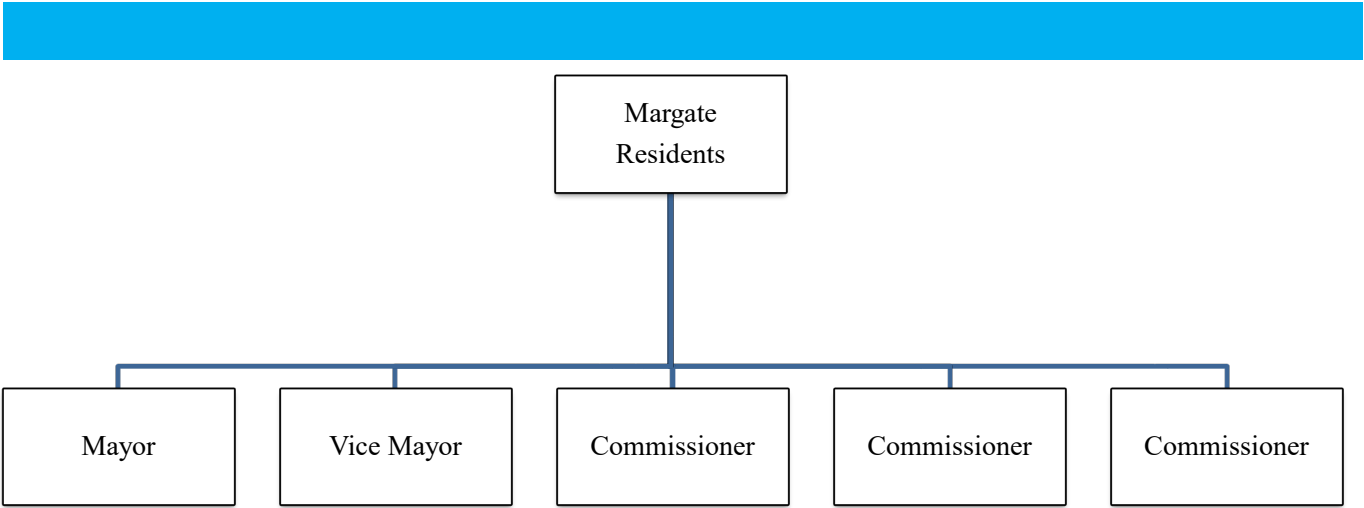 Margate
Residents
Mayor
Vice Mayor
Commissioner
Commissioner
Commissioner